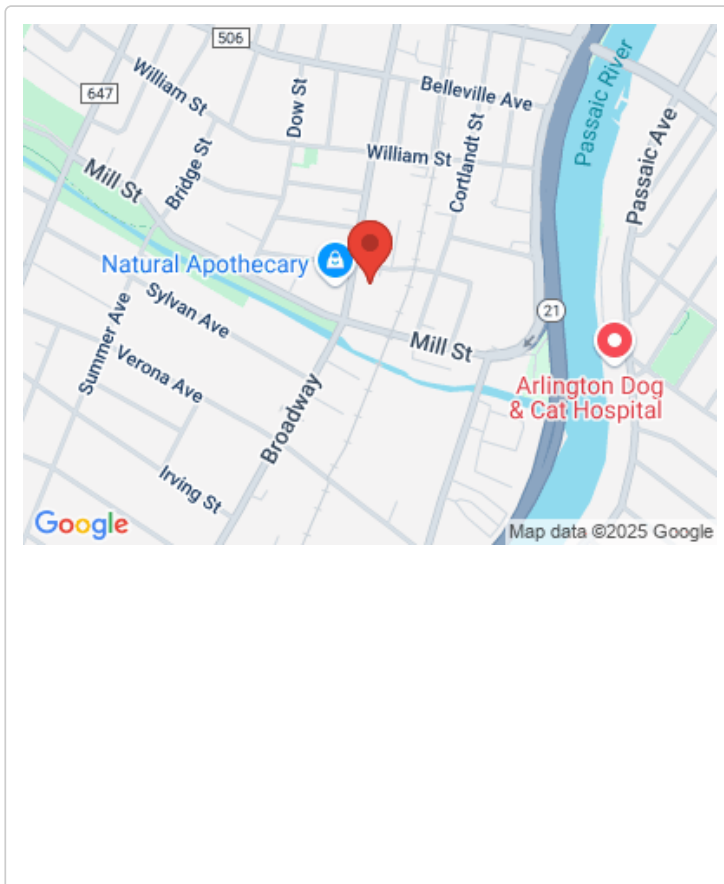 506
647
William St
Dow St
Belleville Ave
Passaic River
Passaic Ave
Bridge St
Mill St
William St
Cortlandt St
Natural Apothecary
Sylvan Ave
Summer Ave
Verona Ave
Mill St
21
Broadway
Arlington Dog
& Cat Hospital
Irving St
Google
Map data ©2025 Google